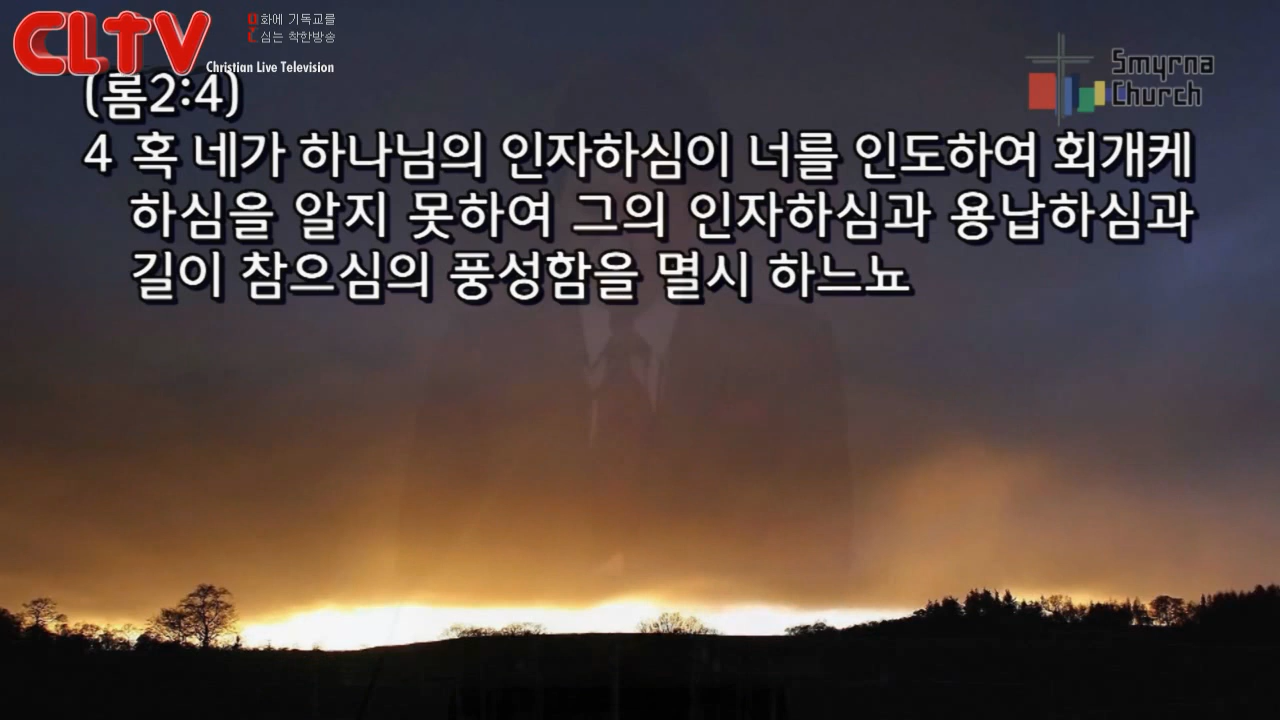 CLTV
화에 기독교를
심는 착한방송
Christian Live Television
Smyrna
Church
(롬2:4)
4 혹 네가 하나님의 인자하심이 너를 인도하여 회개케
하심을 알지 못하여 그의 인자하심과 용납하심과
길이 참으심의 풍성함을 멸시 하느뇨